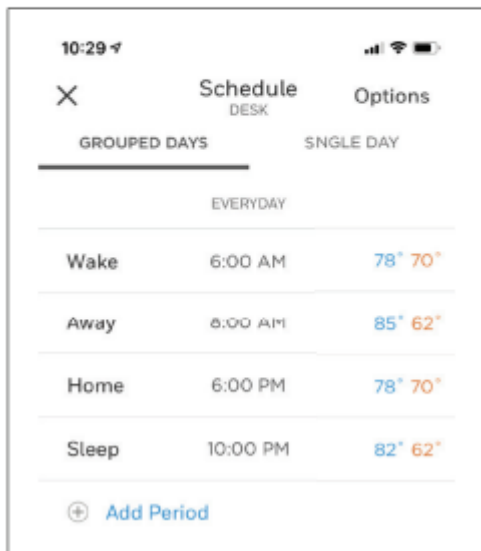 10:29
Schedule
Options
DESK
GROUPED DAYS
SNGLE DAY
EVERYDAY
Wake 6:00 AM 78° 70°
Away 8:00 AM 85° 62°
Home 6:00 PM 78° 70°
Sleep 10:00 PM 82° 62°
Add Period